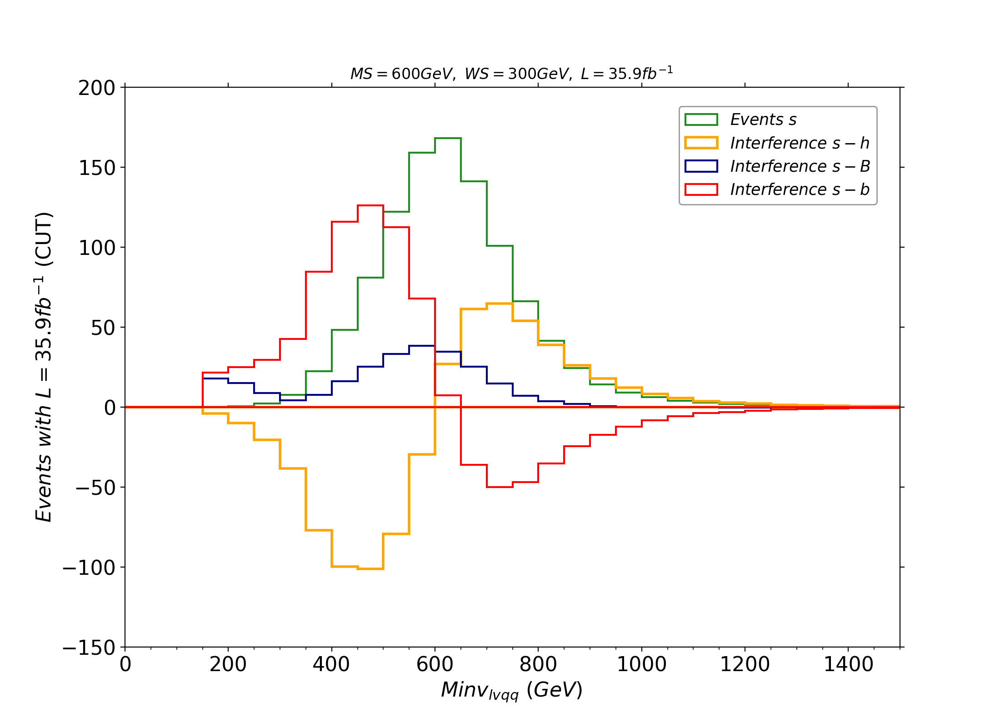 MS = 600GeV, WS = 300GeV, L = 35.9fb⁻¹
Events with L = 35.9fb⁻¹ (CUT)
200
150
100
50
0
−50
−100
−150
Events s
Interference s − h
Interference s − B
Interference s − b
0 200 400 600 800 1000 1200 1400
Minv_lvqq (GeV)